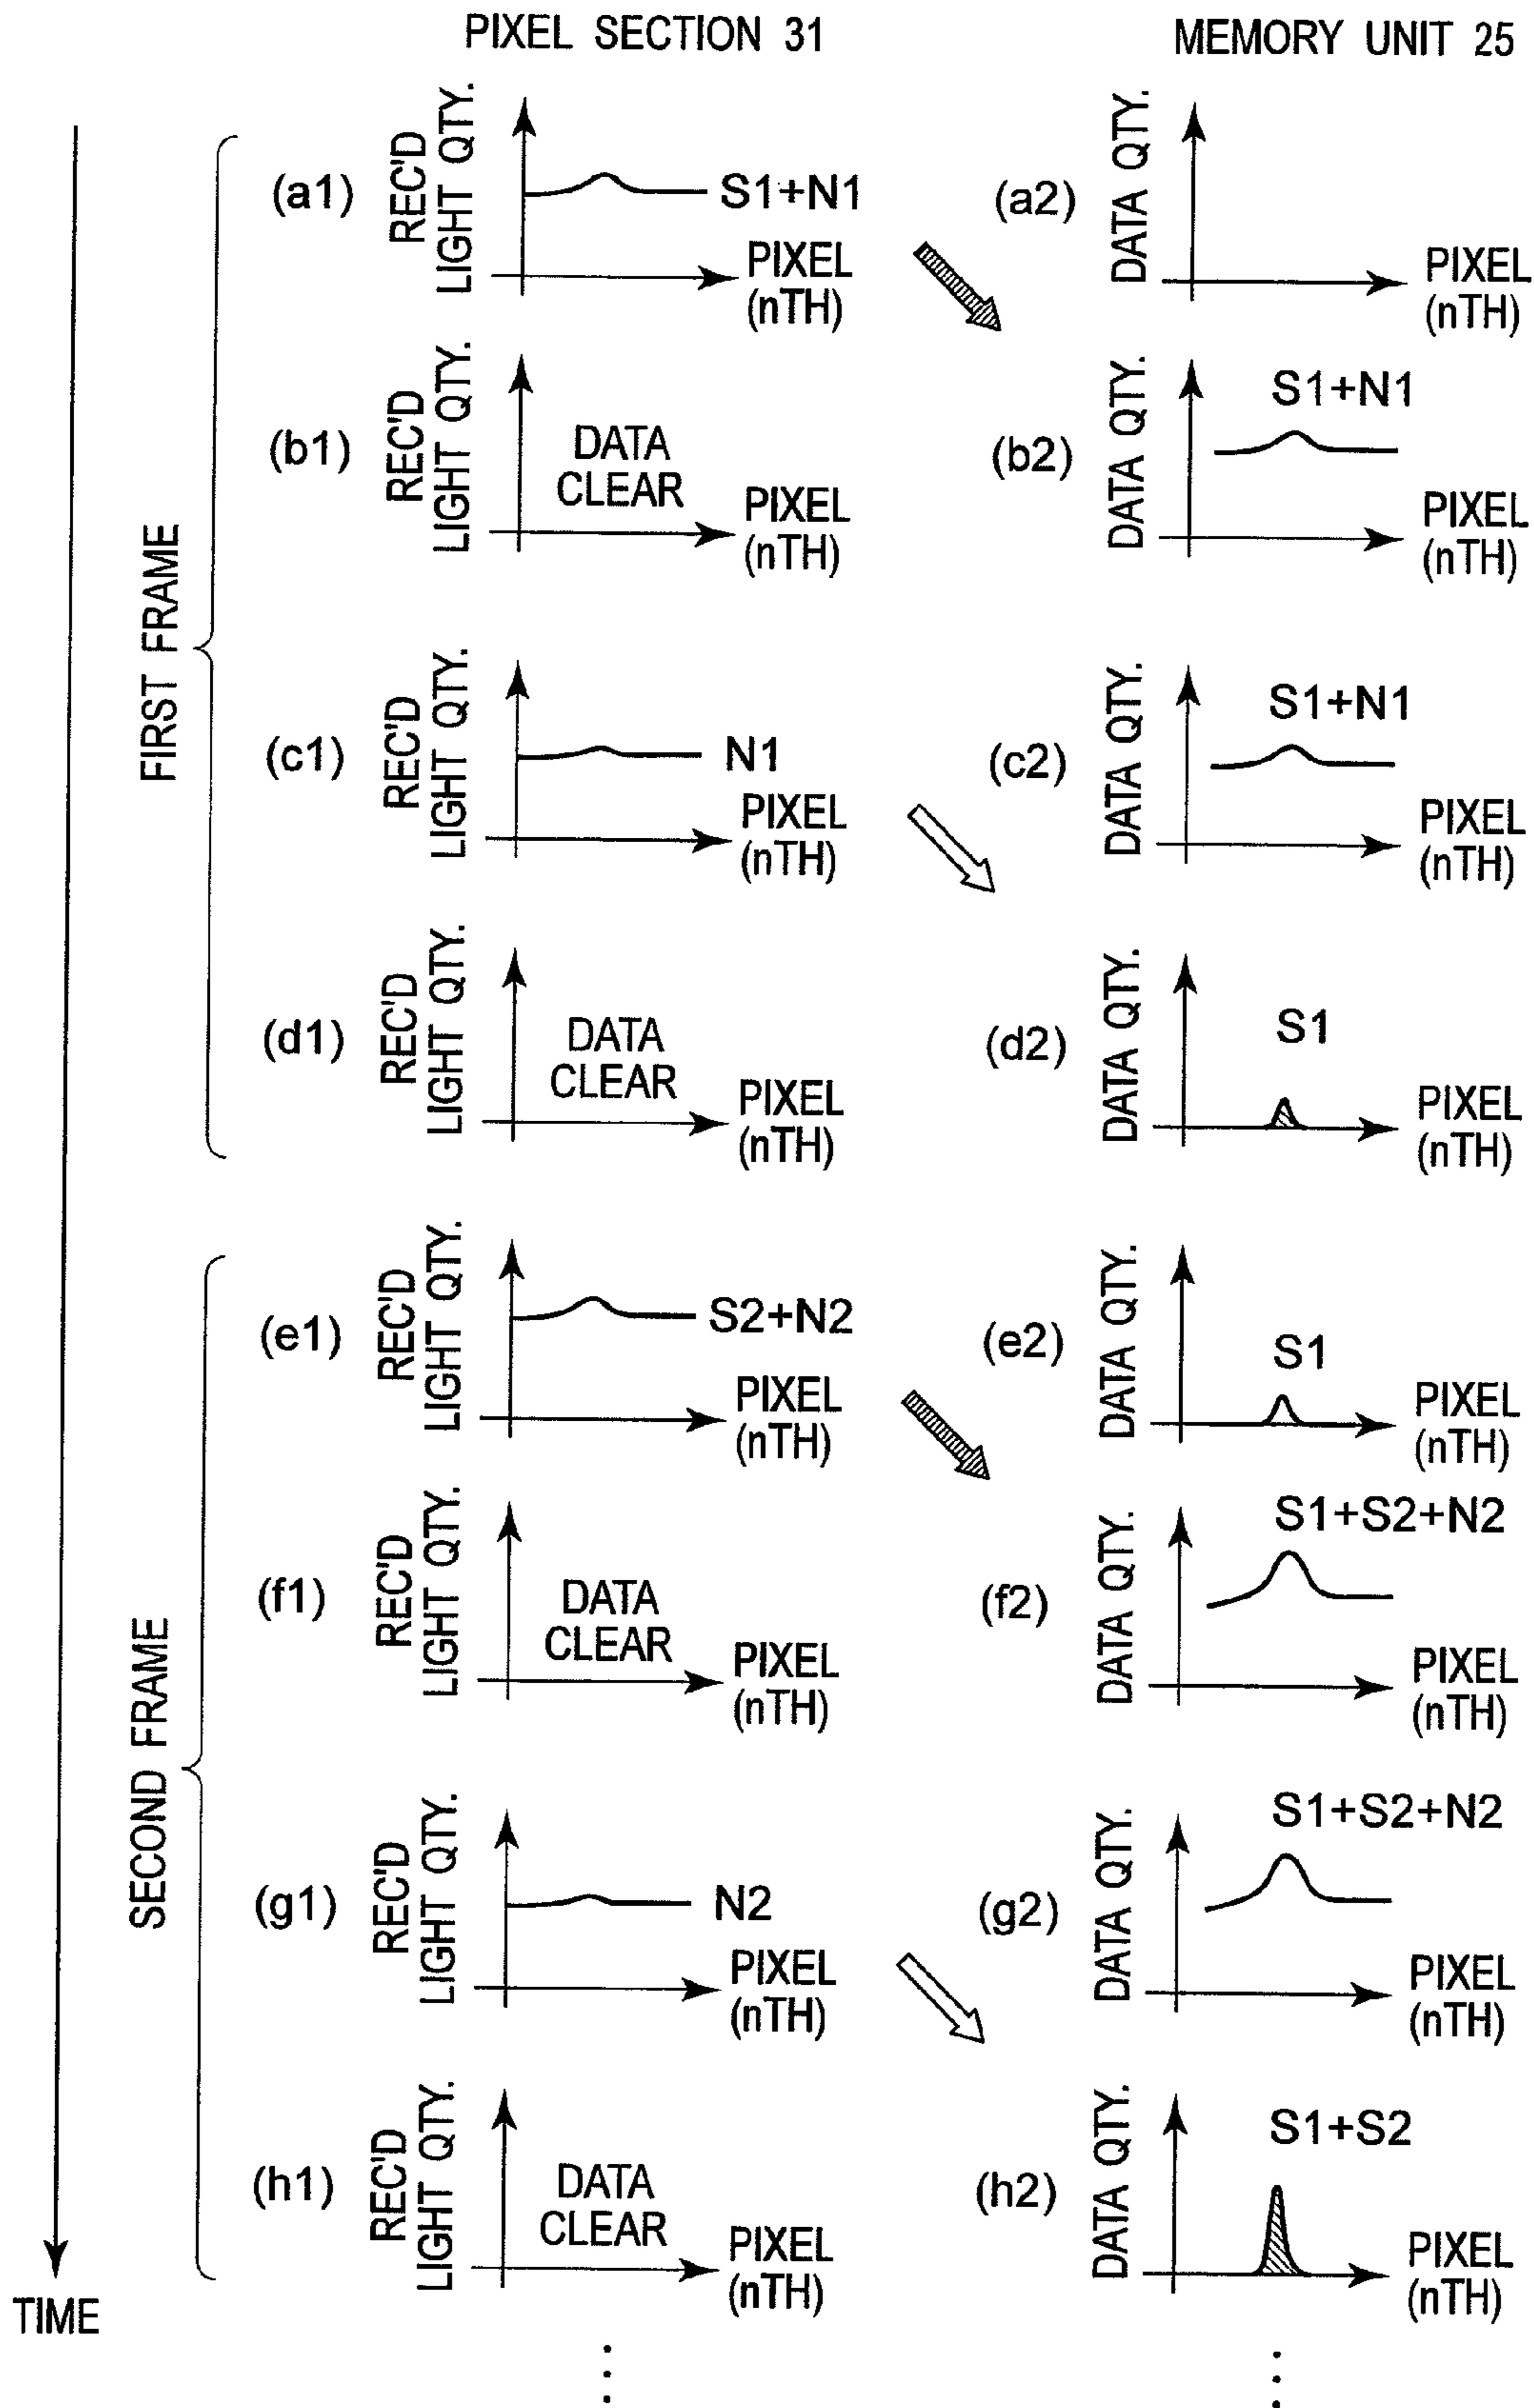 PIXEL SECTION 31
MEMORY UNIT 25
FIRST FRAME
(a1)
REC'D
LIGHT QTY.
S1+N1
PIXEL
(nTH)
(a2)
DATA QTY.
PIXEL
(nTH)
(b1)
REC'D
LIGHT QTY.
DATA
CLEAR
PIXEL
(nTH)
(b2)
DATA QTY.
S1+N1
PIXEL
(nTH)
(c1)
REC'D
LIGHT QTY.
N1
PIXEL
(nTH)
(c2)
DATA QTY.
S1+N1
PIXEL
(nTH)
(d1)
REC'D
LIGHT QTY.
DATA
CLEAR
PIXEL
(nTH)
(d2)
DATA QTY.
S1
PIXEL
(nTH)
SECOND FRAME
(e1)
REC'D
LIGHT QTY.
S2+N2
PIXEL
(nTH)
(e2)
DATA QTY.
S1
PIXEL
(nTH)
(f1)
REC'D
LIGHT QTY.
DATA
CLEAR
PIXEL
(nTH)
(f2)
DATA QTY.
S1+S2+N2
PIXEL
(nTH)
(g1)
REC'D
LIGHT QTY.
N2
PIXEL
(nTH)
(g2)
DATA QTY.
S1+S2+N2
PIXEL
(nTH)
(h1)
REC'D
LIGHT QTY.
DATA
CLEAR
PIXEL
(nTH)
(h2)
DATA QTY.
S1+S2
PIXEL
(nTH)
TIME